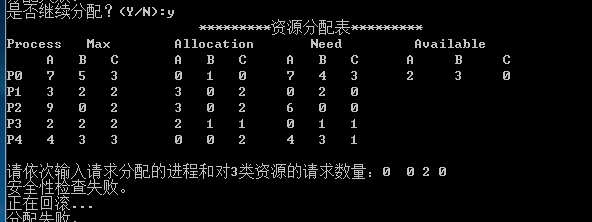 是否继续分配？(Y/N):y
*********资源分配表*********
Process Max Allocation Need Available
A B C A B C A B C A B C
P0 7 5 3 0 1 0 7 4 3 2 3 0
P1 3 2 2 3 0 2 0 2 0
P2 9 0 2 3 0 2 6 0 0
P3 2 2 2 2 1 1 0 1 1
P4 4 3 3 0 0 2 4 3 1
请依次输入请求分配的进程和对3类资源的请求数量：0 0 2 0
安全性检查失败。
正在回滚...
分配失败.